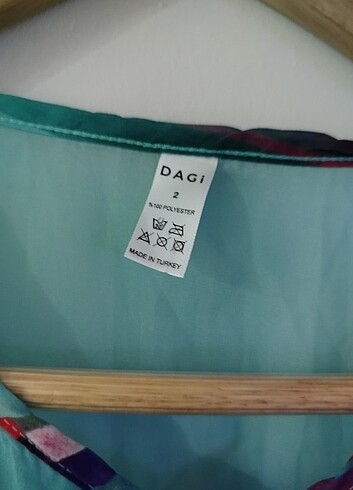 DAGi
2
%100 POLYESTER
MADE IN TURKEY